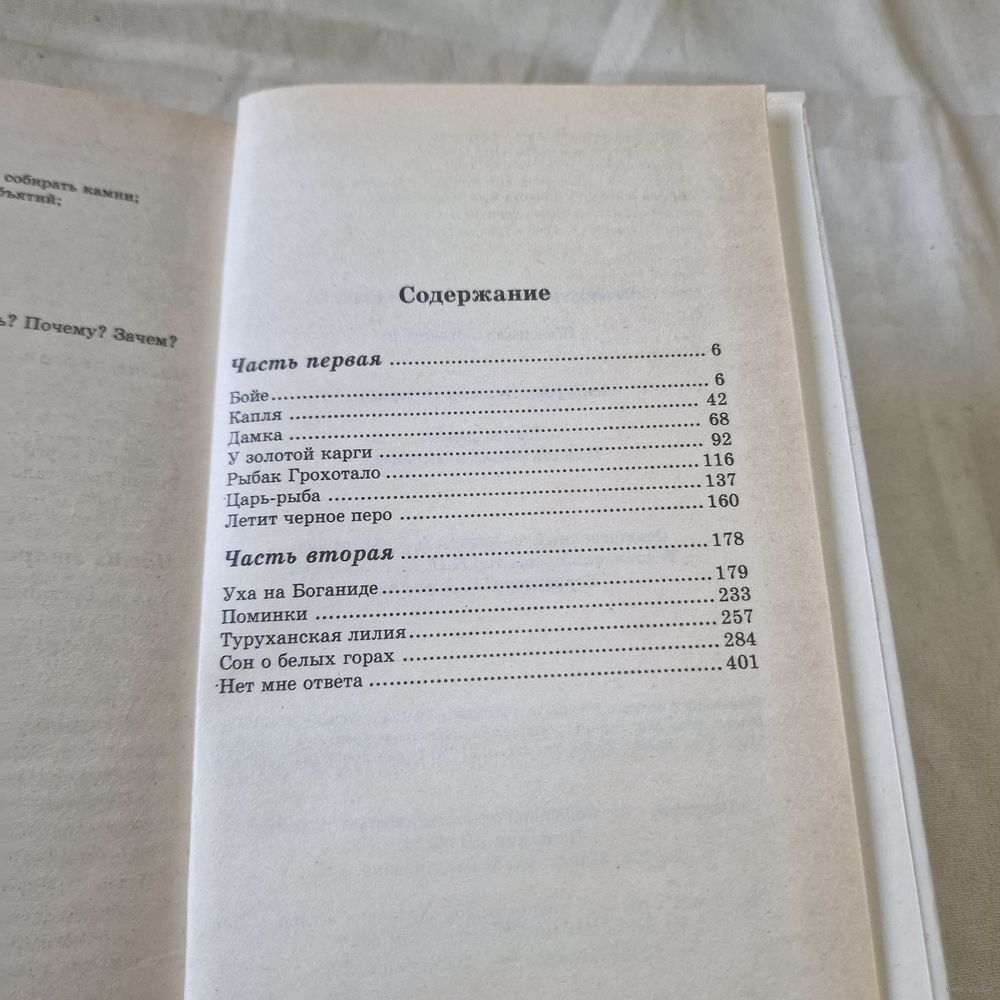 собирать камни;
бъятий;
ь? Почему? Зачем?
Содержание
Часть первая ........ 6
Бойе ........ 6
Капля ........ 42
Дамка ........ 68
У золотой карги ........ 92
Рыбак Грохотало ........ 116
Царь-рыба ........ 137
Летит черное перо ........ 160
Часть вторая ........ 178
Уха на Боганиде ........ 179
Поминки ........ 233
Туруханская лилия ........ 257
Сон о белых горах ........ 284
Нет мне ответа ........ 401